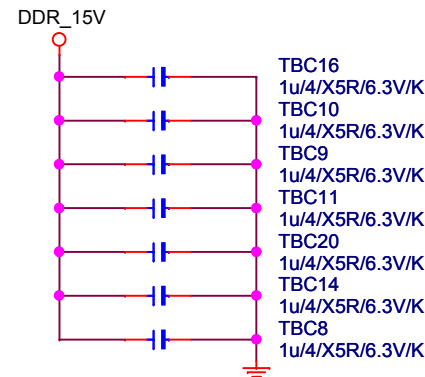 DDR_15V
TBC16
1u/4/X5R/6.3V/K
TBC10
1u/4/X5R/6.3V/K
TBC9
1u/4/X5R/6.3V/K
TBC11
1u/4/X5R/6.3V/K
TBC20
1u/4/X5R/6.3V/K
TBC14
1u/4/X5R/6.3V/K
TBC8
1u/4/X5R/6.3V/K